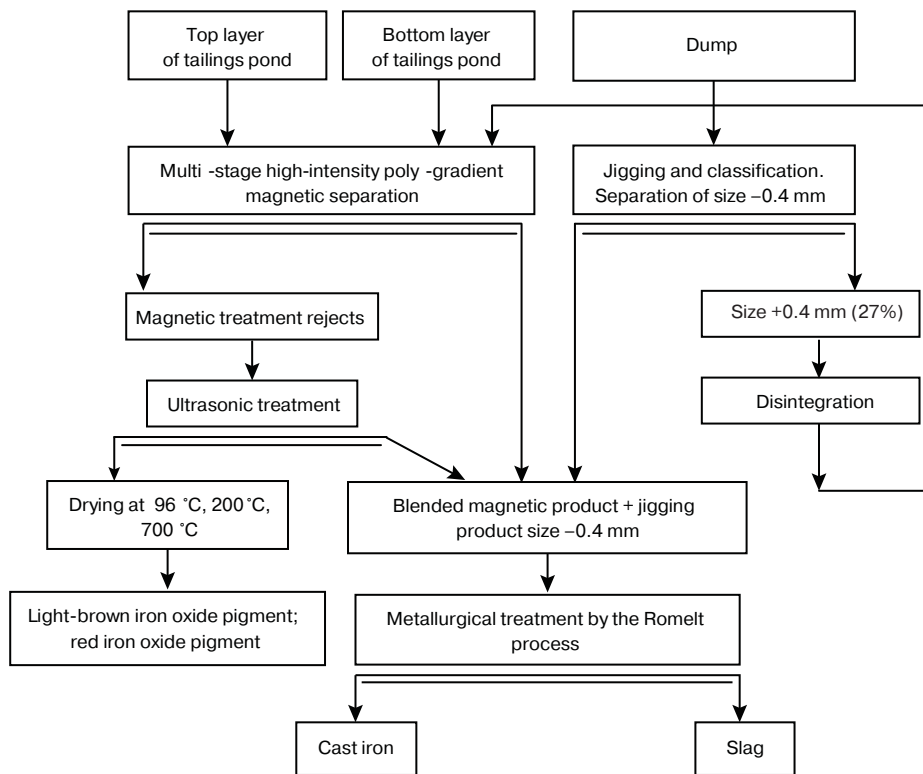 Top layer
of tailings pond
Bottom layer
of tailings pond
Dump
Multi -stage high-intensity poly -gradient
magnetic separation
Jigging and classification.
Separation of size –0.4 mm
Magnetic treatment rejects
Size +0.4 mm (27%)
Ultrasonic treatment
Disintegration
Drying at 96 ˚C, 200 ˚C,
700 ˚C
Blended magnetic product + jigging
product size –0.4 mm
Light-brown iron oxide pigment;
red iron oxide pigment
Metallurgical treatment by the Romelt
process
Cast iron
Slag